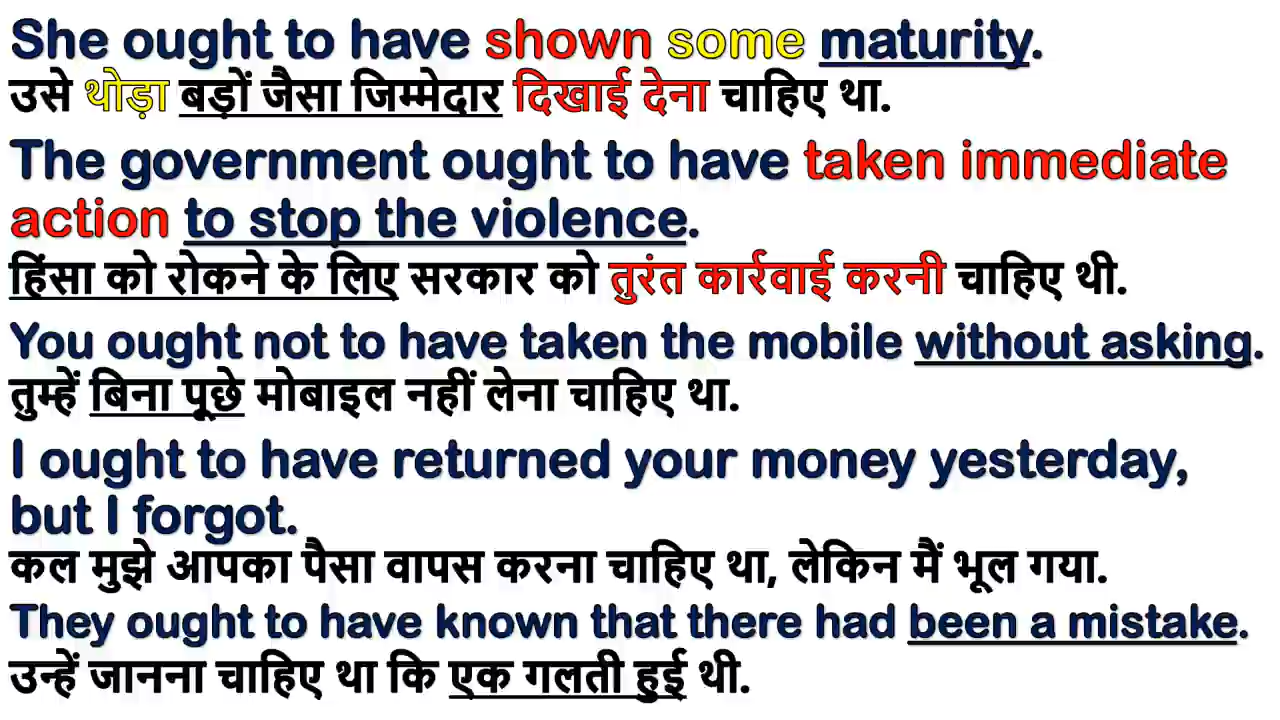 She ought to have shown some maturity.
उसे थोड़ा बड़ों जैसा जिम्मेदार दिखाई देना चाहिए था.
The government ought to have taken immediate
action to stop the violence.
हिंसा को रोकने के लिए सरकार को तुरंत कार्रवाई करनी चाहिए थी.
You ought not to have taken the mobile without asking.
तुम्हें बिना पूछे मोबाइल नहीं लेना चाहिए था.
I ought to have returned your money yesterday,
but I forgot.
कल मुझे आपका पैसा वापस करना चाहिए था, लेकिन मैं भूल गया.
They ought to have known that there had been a mistake.
उन्हें जानना चाहिए था कि एक गलती हुई थी.